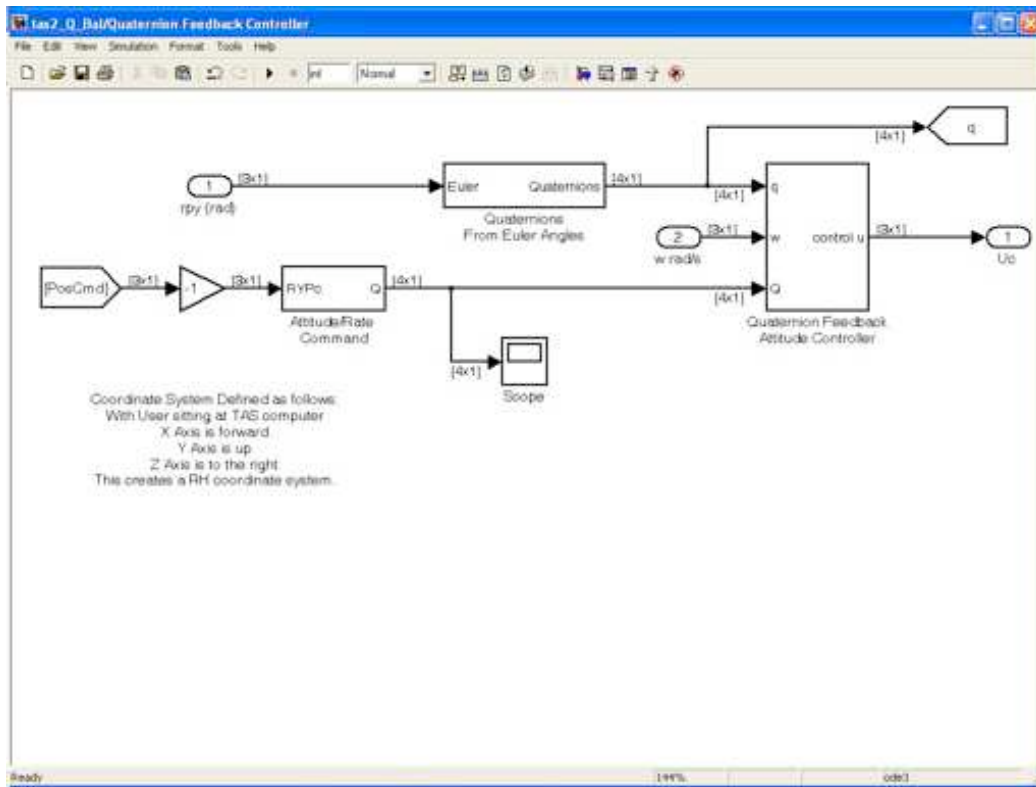 tas2_Q_Bal/Quaternion Feedback Controller
File Edit View Simulation Format Tools Help
inf Normal
q
[4x1]
1 [3x1] Euler Quaternions [4x1]
rpy (rad)
[4x1] q
Quaternions
From Euler Angles
2 [3x1] w control u [3x1] 1
w rad/s Uc
[PosCmd] [3x1] -1 [3x1] RYPc Q [4x1] [4x1] Q
Attitude/Rate
Command
Quaternion Feedback
Attitude Controller
[4x1]
Scope
Coordinate System Defined as follows:
With User sitting at TAS computer
X Axis is forward
Y Axis is up
Z Axis is to the right
This creates a RH coordinate system.
Ready 144% ode3